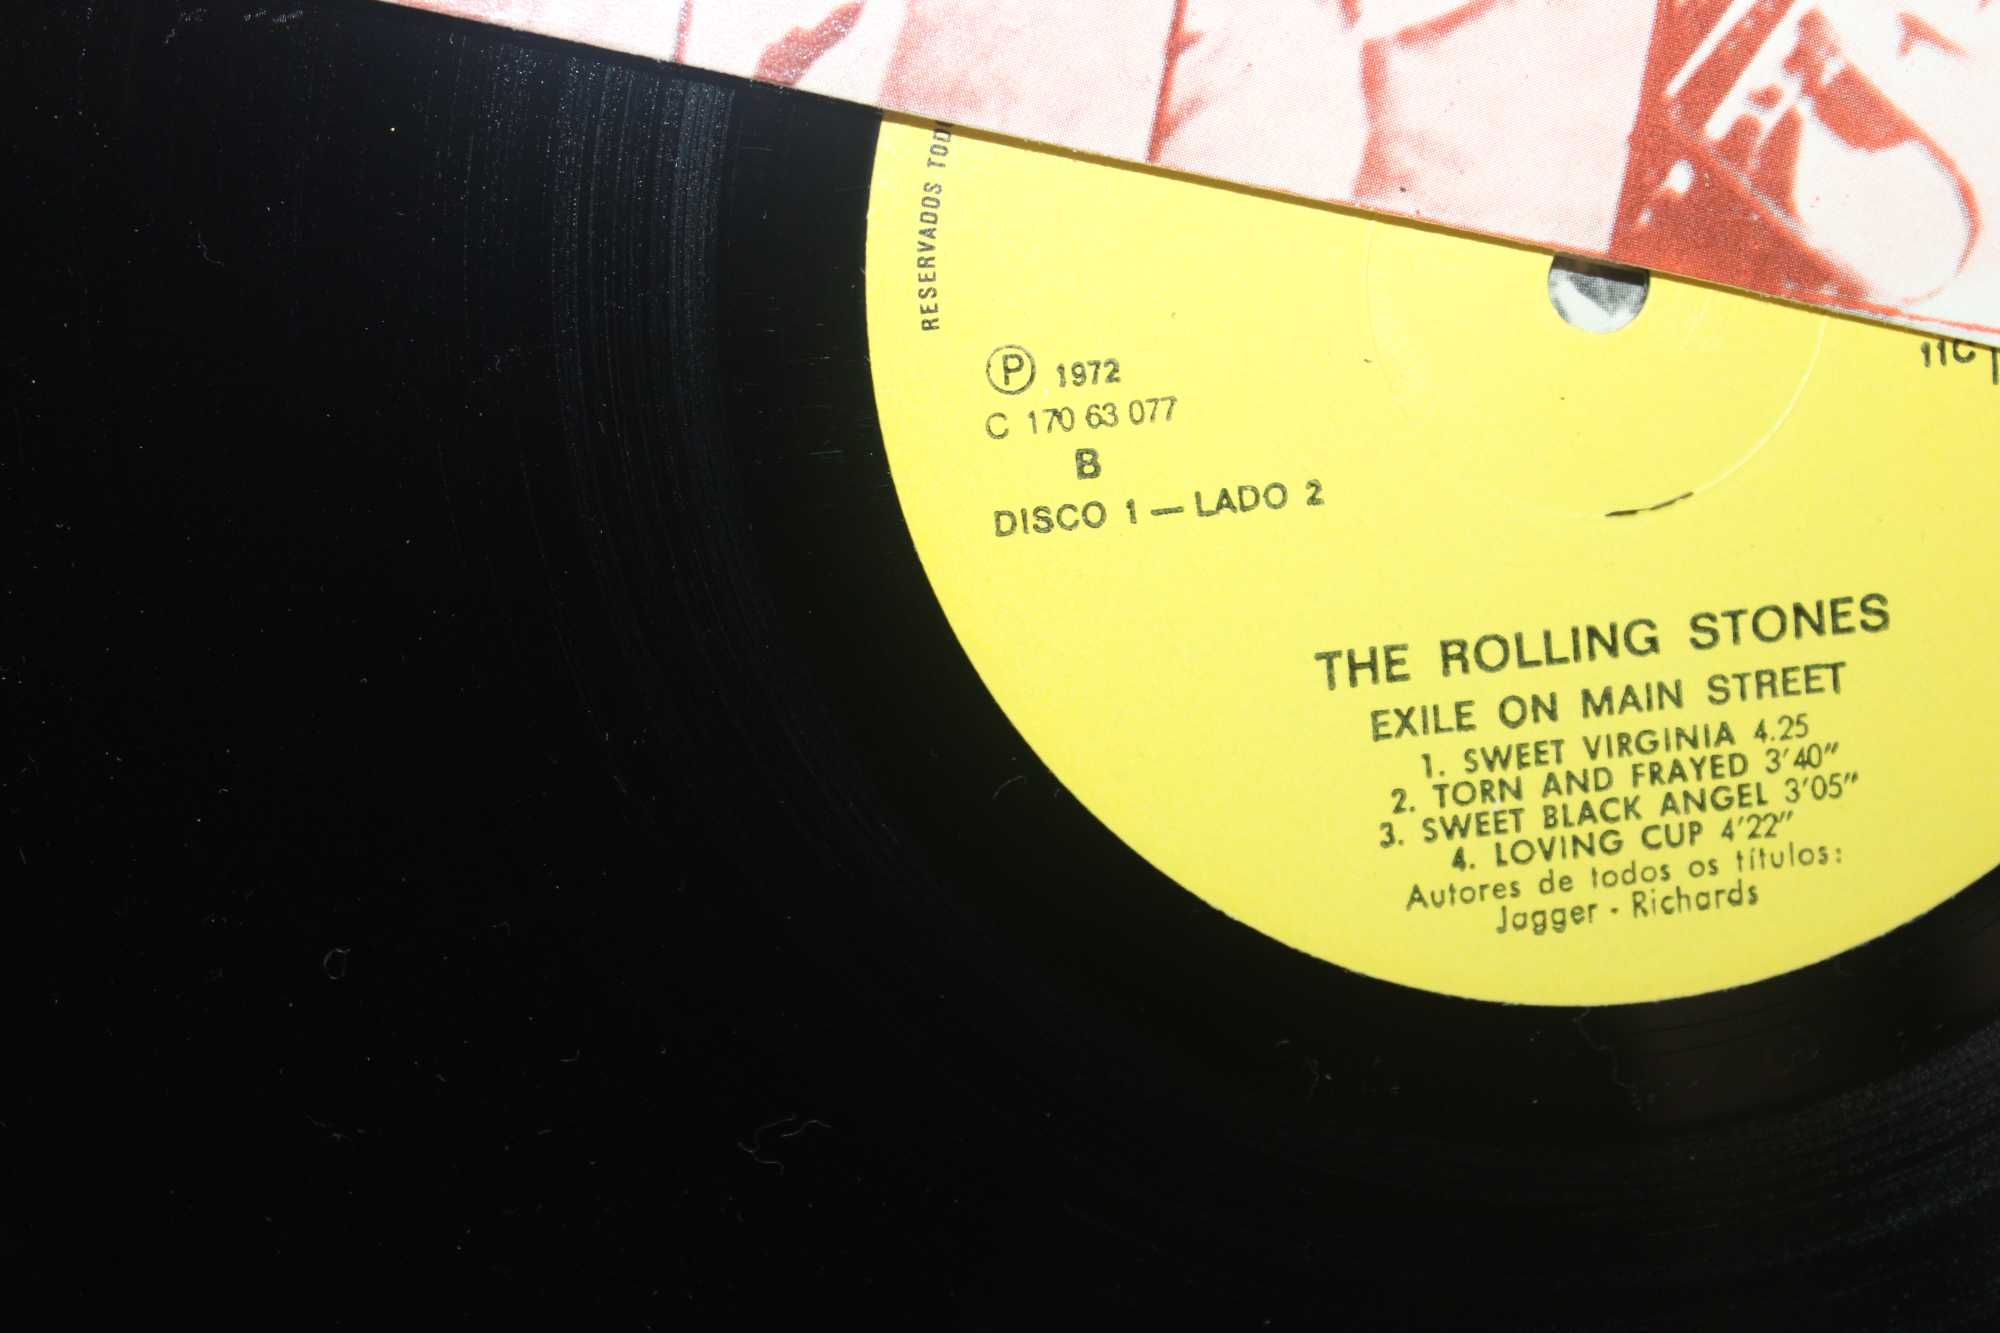 RESERVADOS
℗ 1972
C 170 63 077
B
DISCO 1 — LADO 2
11C
THE ROLLING STONES
EXILE ON MAIN STREET
1. SWEET VIRGINIA 4.25
2. TORN AND FRAYED 3'40"
3. SWEET BLACK ANGEL 3'05"
4. LOVING CUP 4'22"
Autores de todos os títulos:
Jagger - Richards